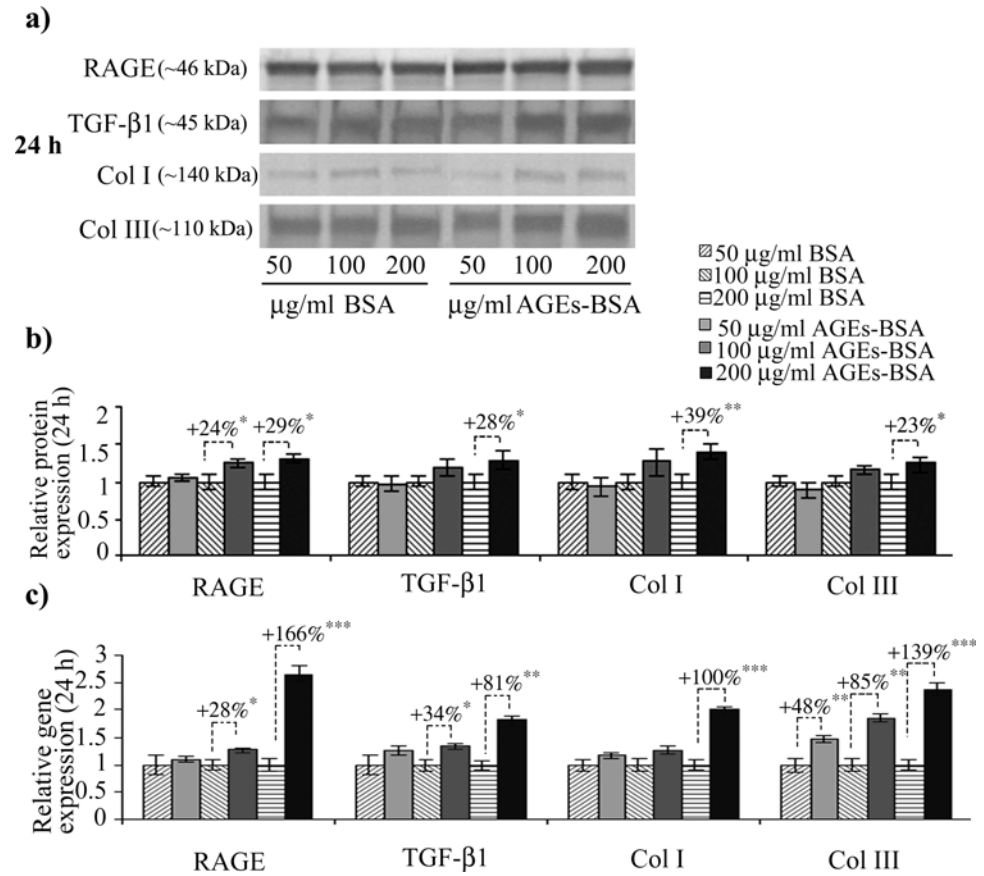 a)
RAGE(~46 kDa)
TGF-β1(~45 kDa)
24 h
Col I(~140 kDa)
Col III(~110 kDa)
50 100 200 50 100 200
µg/ml BSA µg/ml AGEs-BSA
50 µg/ml BSA
100 µg/ml BSA
200 µg/ml BSA
50 µg/ml AGEs-BSA
100 µg/ml AGEs-BSA
200 µg/ml AGEs-BSA
b)
Relative protein
expression (24 h)
2
1.5
1
0.5
0
+24%* +29%* +28%* +39%** +23%*
RAGE TGF-β1 Col I Col III
c)
Relative gene
expression (24 h)
3
2.5
2
1.5
1
0.5
0
+28%* +166%*** +34%* +81%** +100%*** +48%** +85%** +139%***
RAGE TGF-β1 Col I Col III